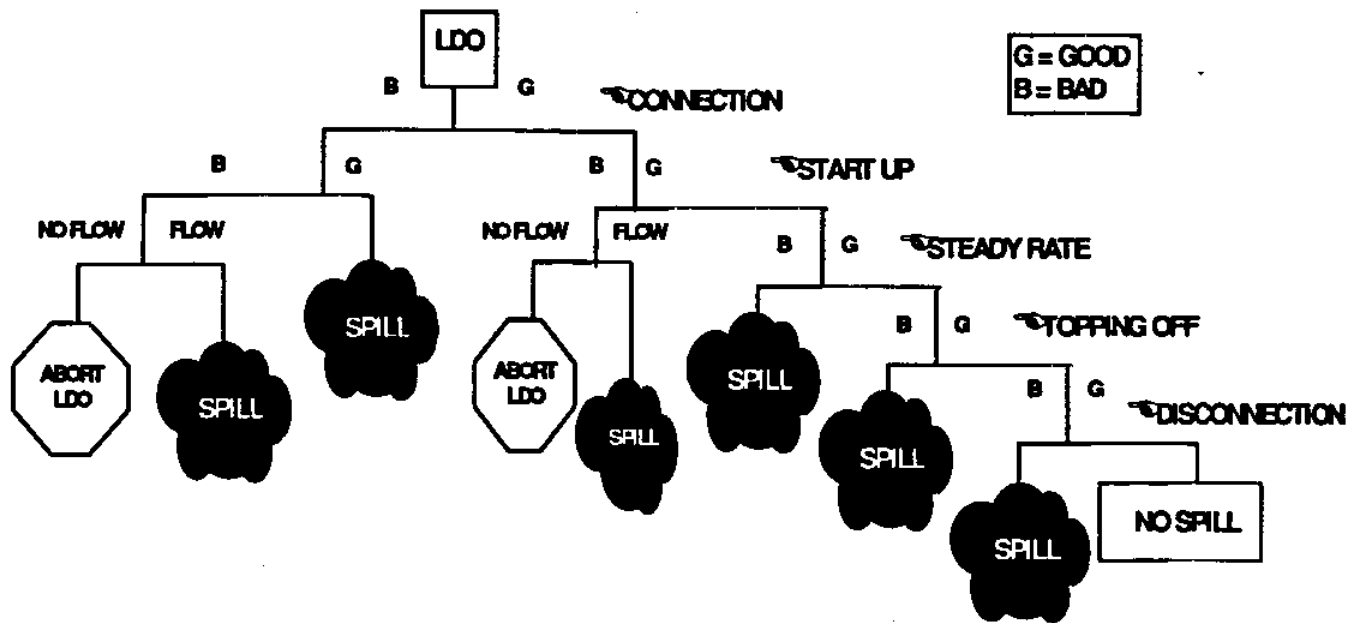 LDO
G = GOOD
B = BAD
B G
CONNECTION
B G
B G
START UP
NO FLOW FLOW
NO FLOW FLOW
B G
STEADY RATE
SPILL
B G
TOPPING OFF
ABORT
LDO
SPILL
ABORT
LDO
SPILL
SPILL
B G
DISCONNECTION
SPILL
SPILL
NO SPILL